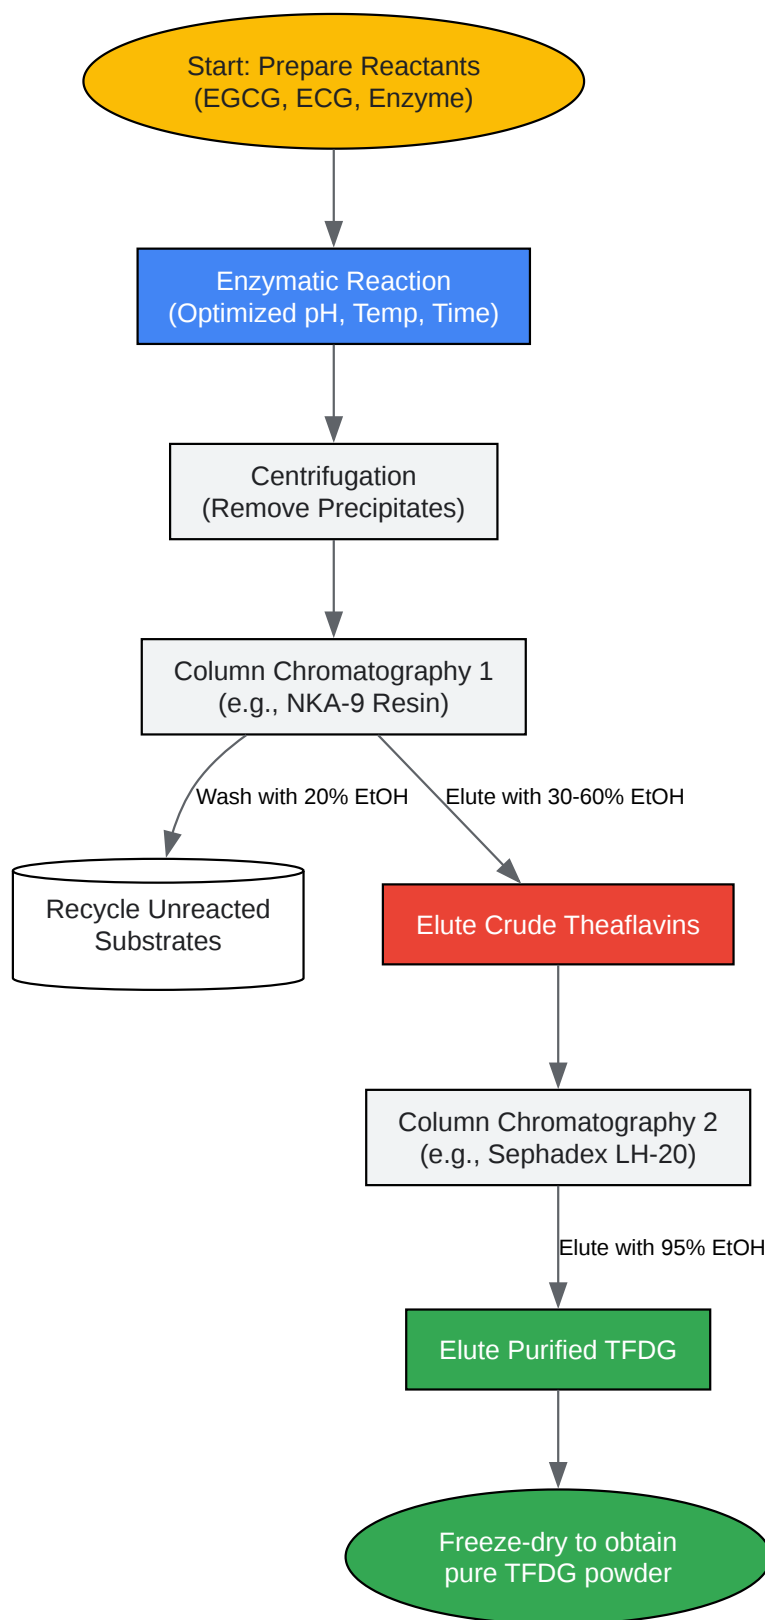 Start: Prepare Reactants
(EGCG, ECG, Enzyme)
Enzymatic Reaction
(Optimized pH, Temp, Time)
Centrifugation
(Remove Precipitates)
Column Chromatography 1
(e.g., NKA-9 Resin)
Wash with 20% EtOH
Elute with 30-60% EtOH
Recycle Unreacted
Substrates
Elute Crude Theaflavins
Column Chromatography 2
(e.g., Sephadex LH-20)
Elute with 95% EtOH
Elute Purified TFDG
Freeze-dry to obtain
pure TFDG powder